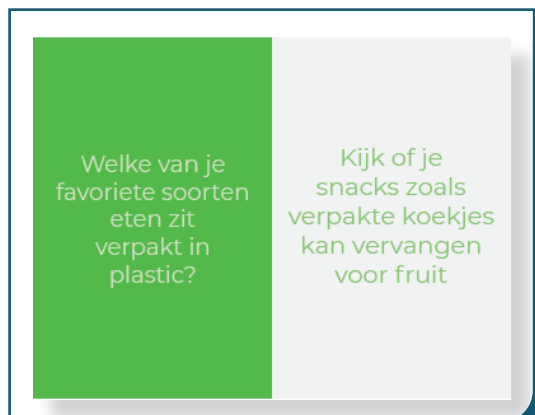 Welke van je
favoriete soorten
eten zit
verpakt in
plastic?
Kijk of je
snacks zoals
verpakte koekjes
kan vervangen
voor fruit